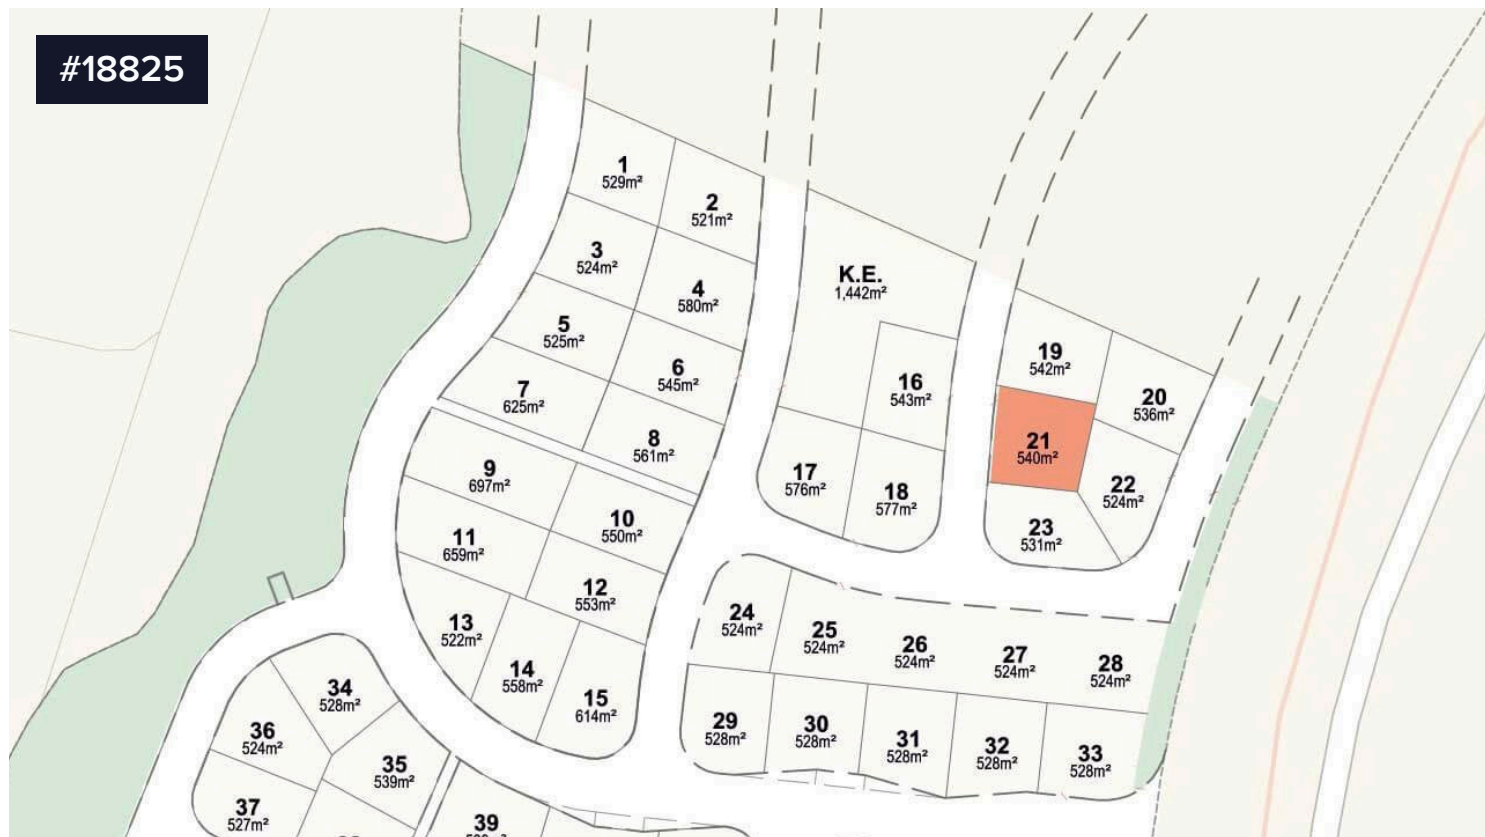 #18825
1
529m²
2
521m²
3
524m²
4
580m²
5
525m²
6
545m²
7
625m²
8
561m²
9
697m²
10
550m²
11
659m²
12
553m²
13
522m²
14
558m²
15
614m²
K.E.
1,442m²
16
543m²
17
576m²
18
577m²
19
542m²
20
536m²
21
540m²
22
524m²
23
531m²
24
524m²
25
524m²
26
524m²
27
524m²
28
524m²
29
528m²
30
528m²
31
528m²
32
528m²
33
528m²
34
528m²
35
539m²
36
524m²
37
527m²
39